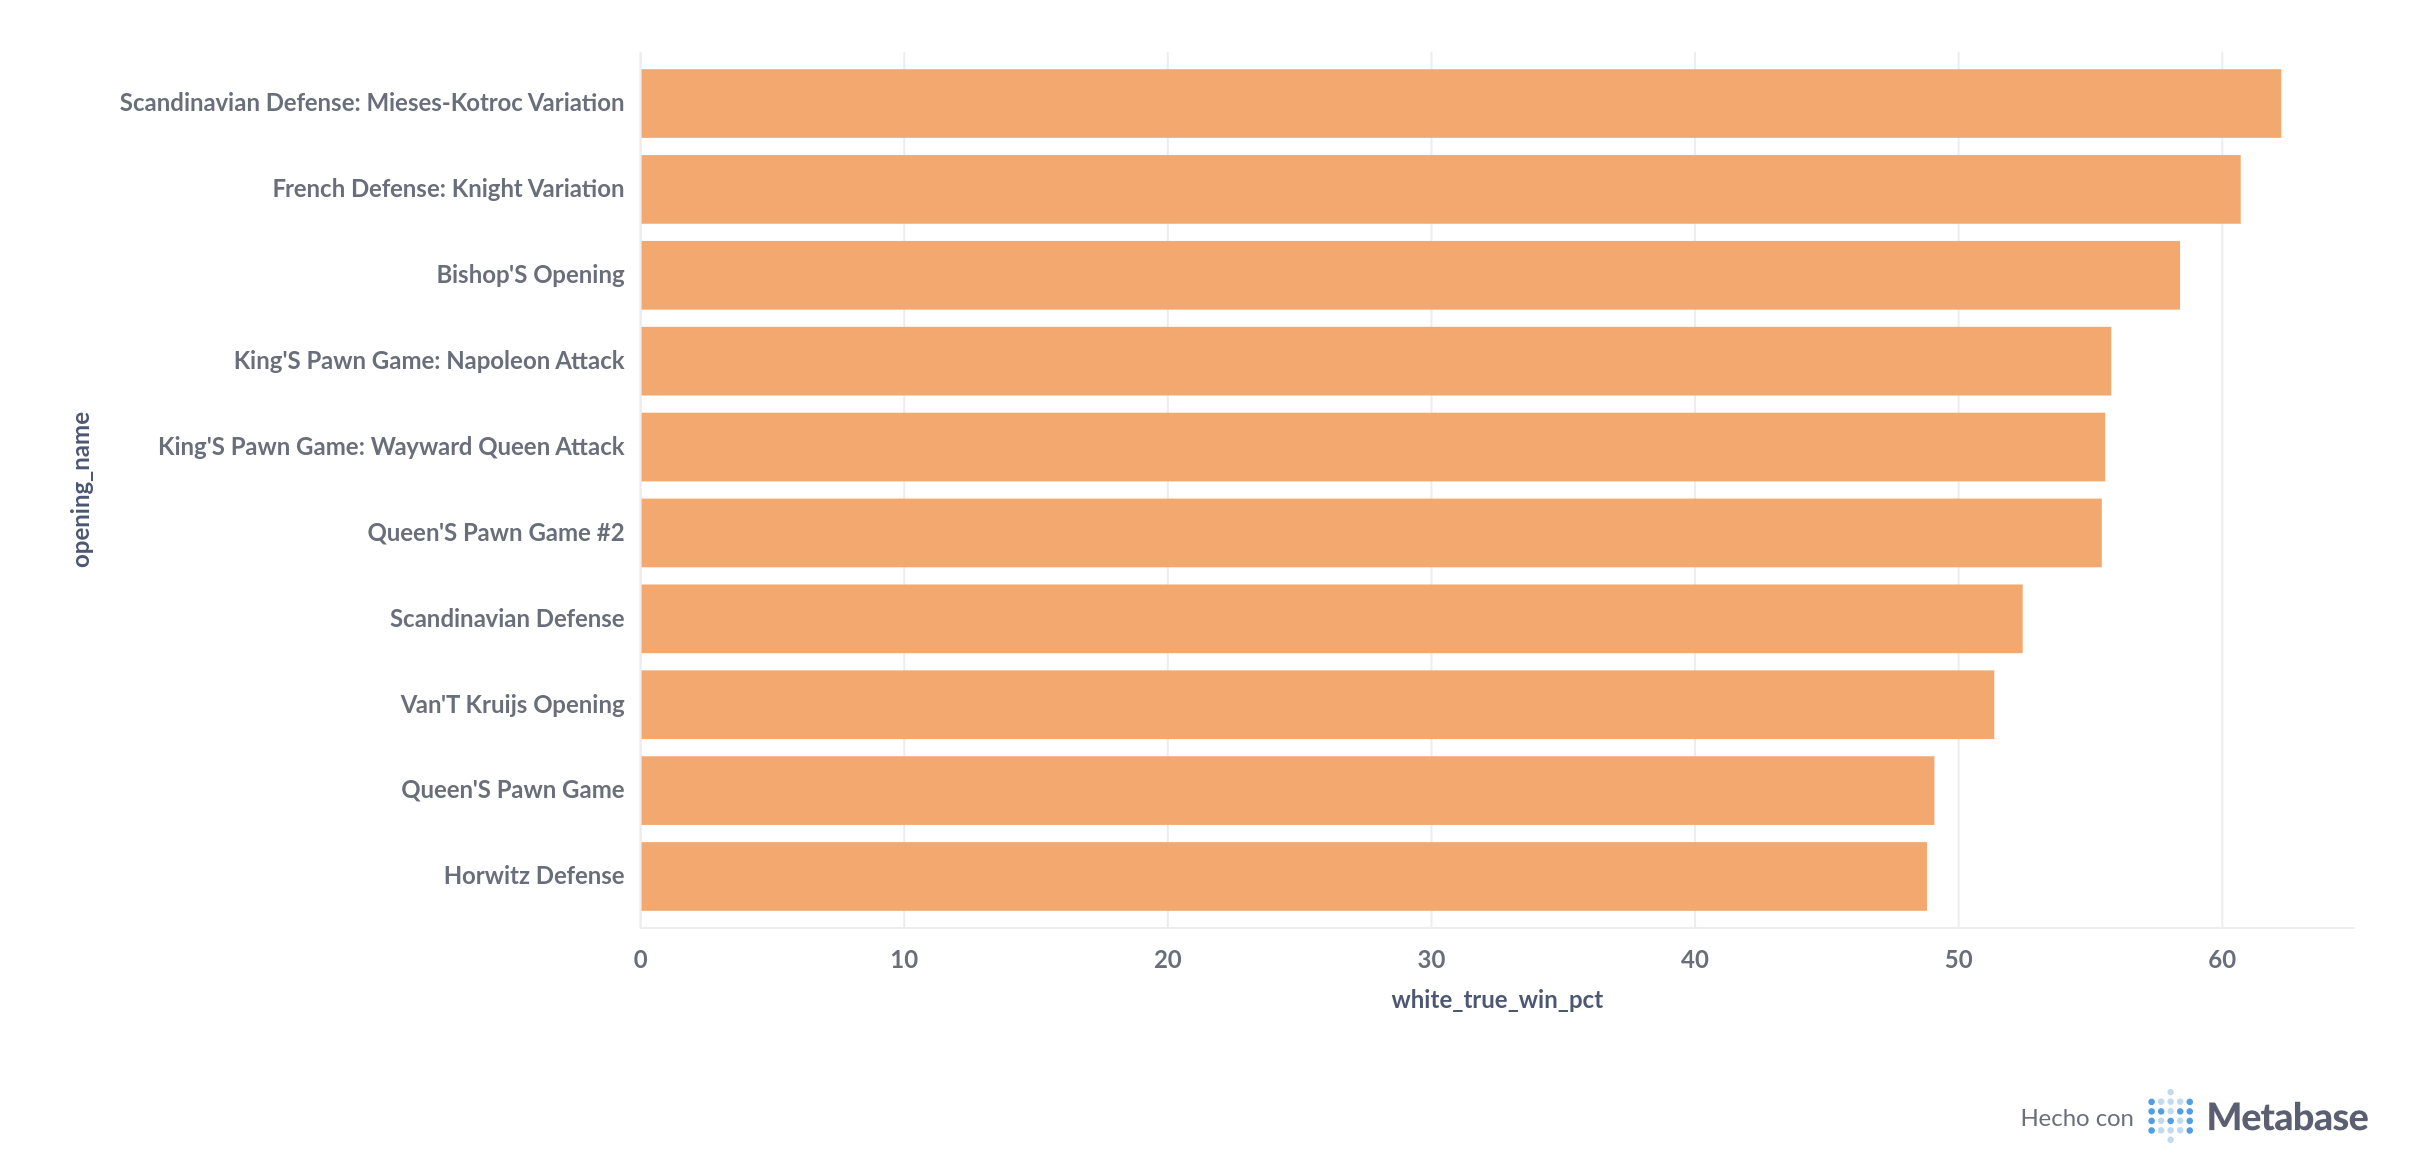 Scandinavian Defense: Mieses-Kotroc Variation
French Defense: Knight Variation
Bishop'S Opening
King'S Pawn Game: Napoleon Attack
King'S Pawn Game: Wayward Queen Attack
Queen'S Pawn Game #2
Scandinavian Defense
Van'T Kruijs Opening
Queen'S Pawn Game
Horwitz Defense
opening_name
0 10 20 30 40 50 60
white_true_win_pct
Hecho con Metabase